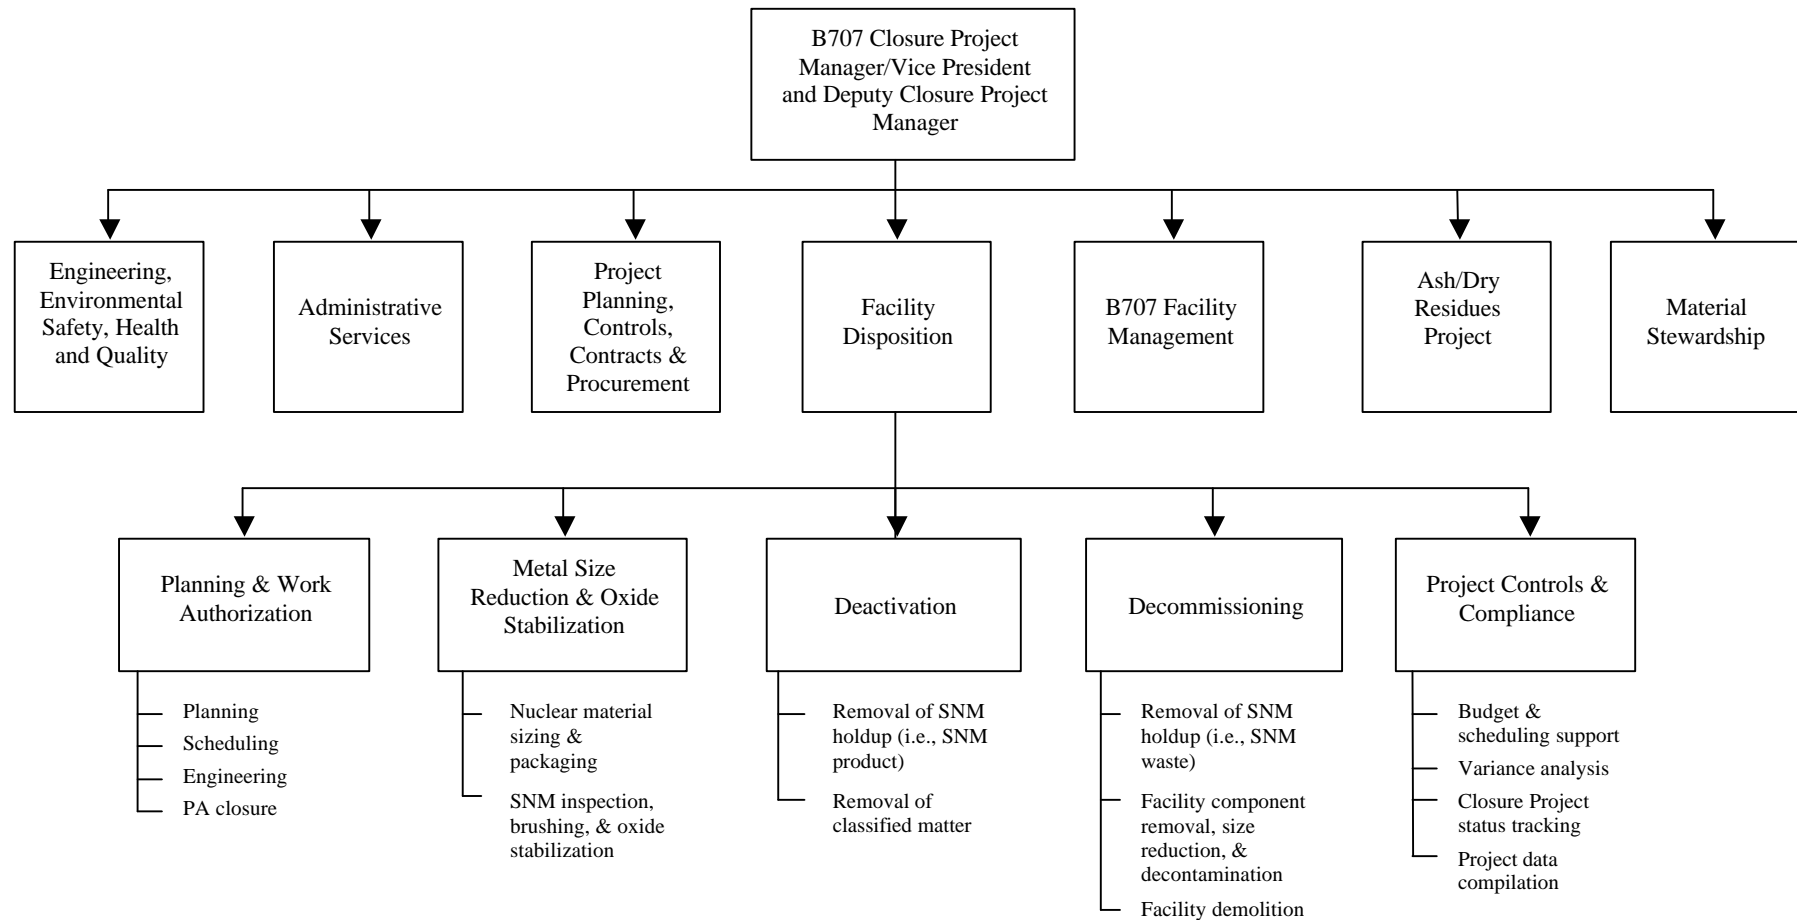 B707 Closure Project
Manager/Vice President
and Deputy Closure Project
Manager
Engineering,
Environmental
Safety, Health
and Quality
Administrative
Services
Project
Planning,
Controls,
Contracts &
Procurement
Facility
Disposition
B707 Facility
Management
Ash/Dry
Residues
Project
Material
Stewardship
Planning & Work
Authorization
Metal Size
Reduction & Oxide
Stabilization
Deactivation
Decommissioning
Project Controls &
Compliance
Planning
Scheduling
Engineering
PA closure
Nuclear material
sizing &
packaging
SNM inspection,
brushing, & oxide
stabilization
Removal of SNM
holdup (i.e., SNM
product)
Removal of
classified matter
Removal of SNM
holdup (i.e., SNM
waste)
Facility component
removal, size
reduction, &
decontamination
Facility demolition
Budget &
scheduling support
Variance analysis
Closure Project
status tracking
Project data
compilation